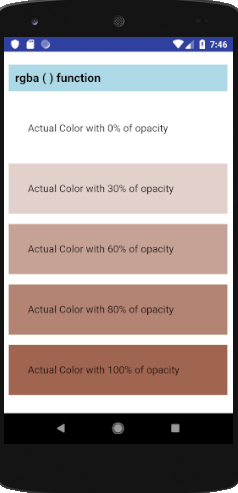 7:46
rgba ( ) function
Actual Color with 0% of opacity
Actual Color with 30% of opacity
Actual Color with 60% of opacity
Actual Color with 80% of opacity
Actual Color with 100% of opacity